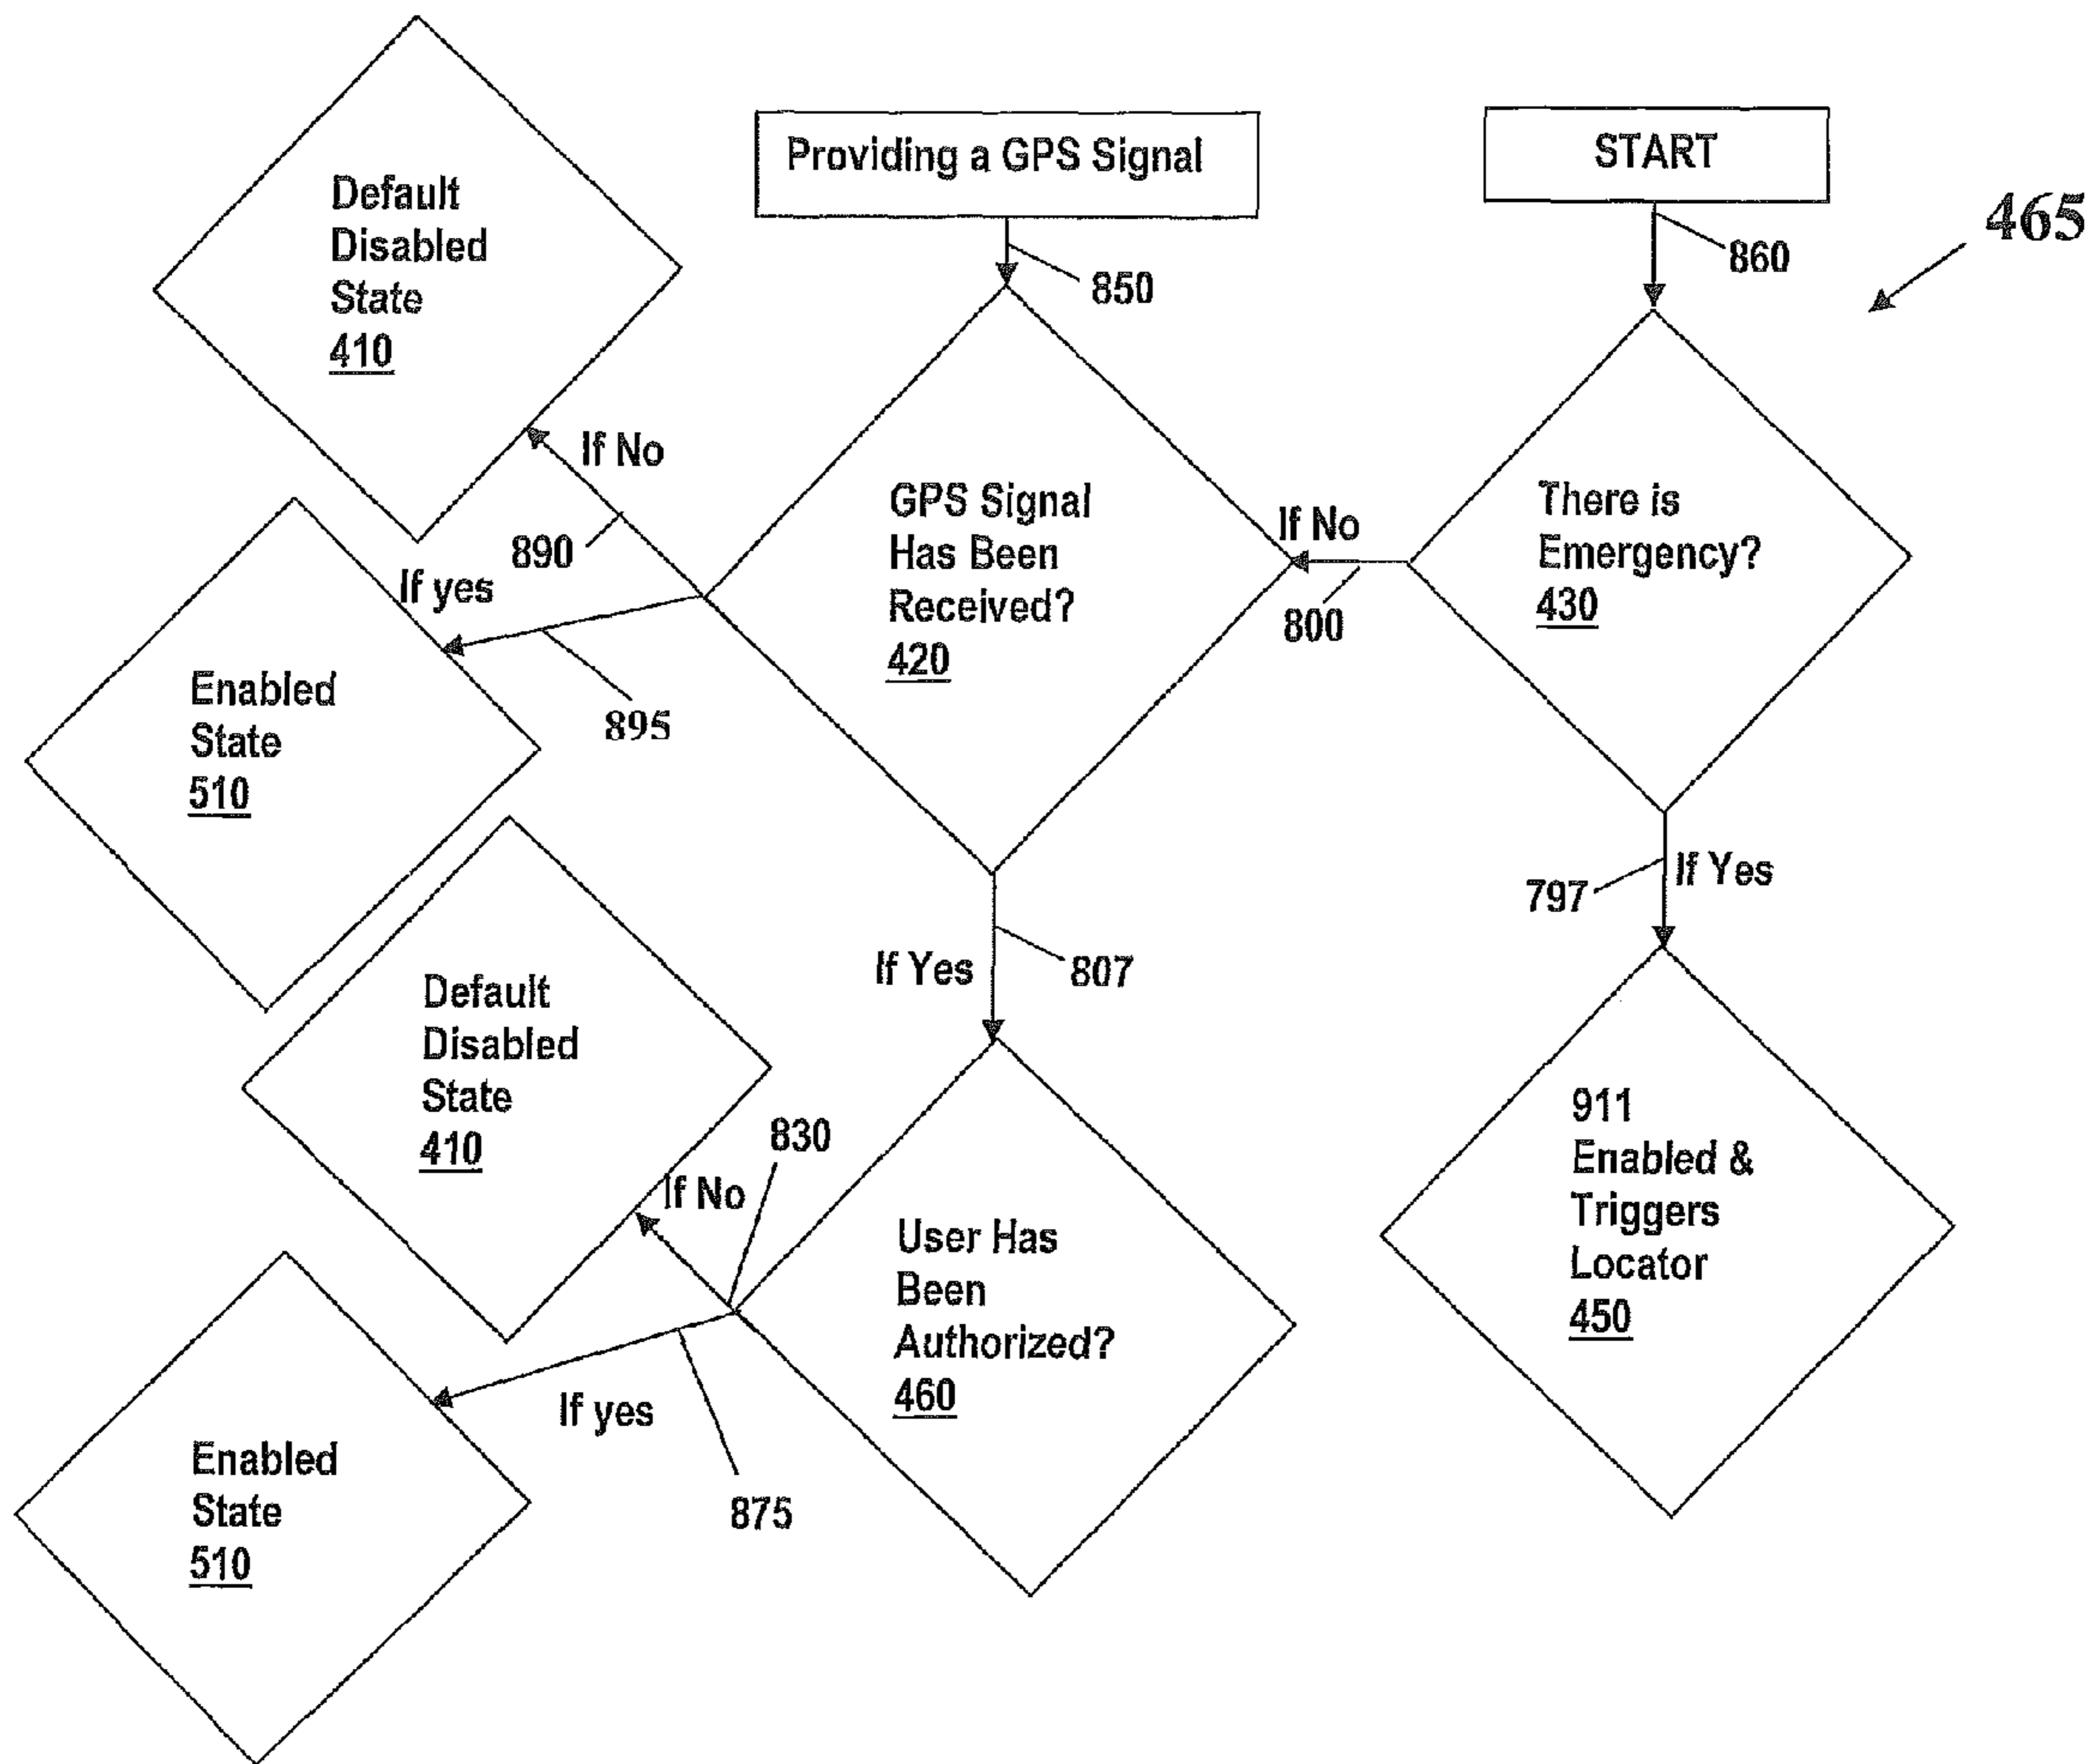 Default
Disabled
State
410
Providing a GPS Signal
START
465
850
860
If No
890
If yes
895
Enabled
State
510
GPS Signal
Has Been
Received?
420
If No
800
There is
Emergency?
430
797
If Yes
If Yes
807
Default
Disabled
State
410
830
If No
User Has
Been
Authorized?
460
911
Enabled &
Triggers
Locator
450
If yes
875
Enabled
State
510